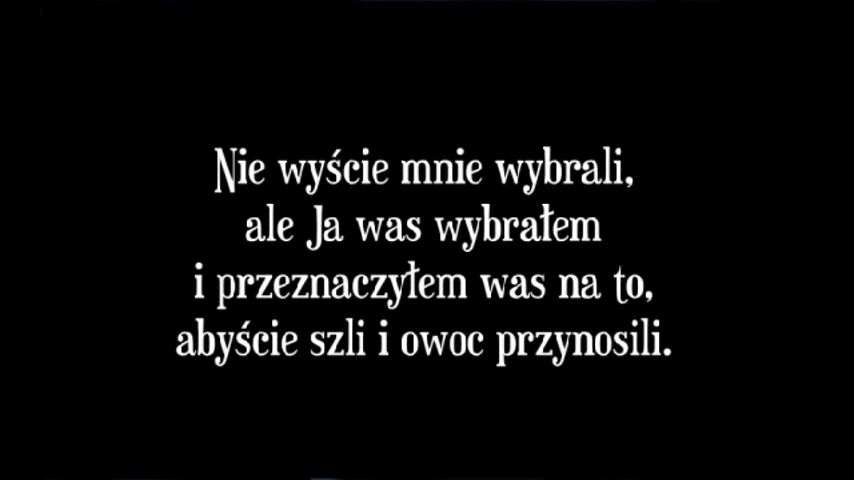 Nie wyście mnie wybrali,
ale Ja was wybrałem
i przeznaczyłem was na to,
abyście szli i owoc przynosili.